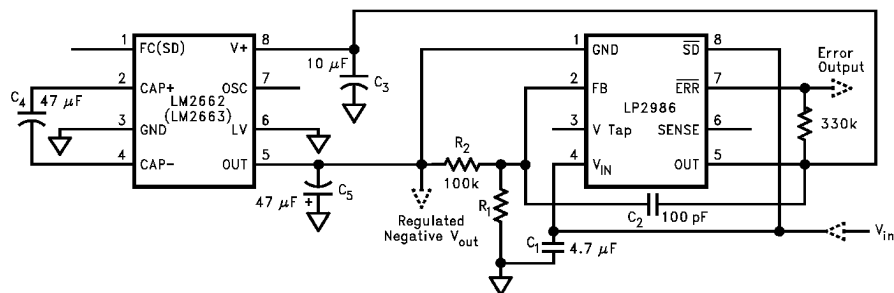 1 FC(SD) V+ 8
2 CAP+ OSC 7
LM2662
(LM2663)
3 GND LV 6
4 CAP- OUT 5
C4 47 µF
10 µF C3
47 µF + C5
R2
100k
R1
Regulated
Negative Vout
1 GND SD 8
2 FB ERR 7
LP2986
3 V Tap SENSE 6
4 VIN OUT 5
Error
Output
330k
C2 100 pF
C1 4.7 µF
Vin